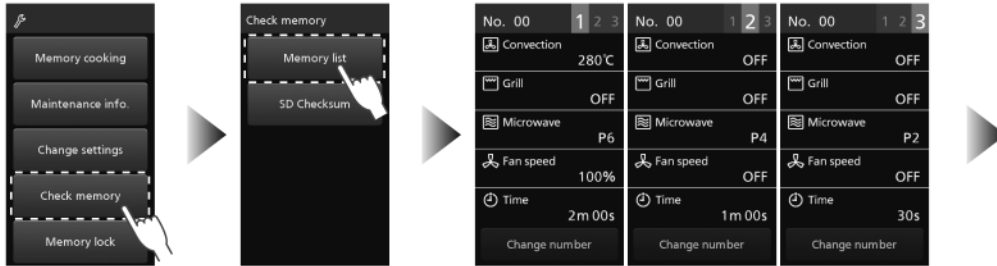 Memory cooking
Maintenance info.
Change settings
Check memory
Memory lock
Check memory
Memory list
SD Checksum
No. 00 1 2 3
Convection
280℃
Grill
OFF
Microwave
P6
Fan speed
100%
Time
2m 00s
Change number
No. 00 1 2 3
Convection
OFF
Grill
OFF
Microwave
P4
Fan speed
OFF
Time
1m 00s
Change number
No. 00 1 2 3
Convection
OFF
Grill
OFF
Microwave
P2
Fan speed
OFF
Time
30s
Change number